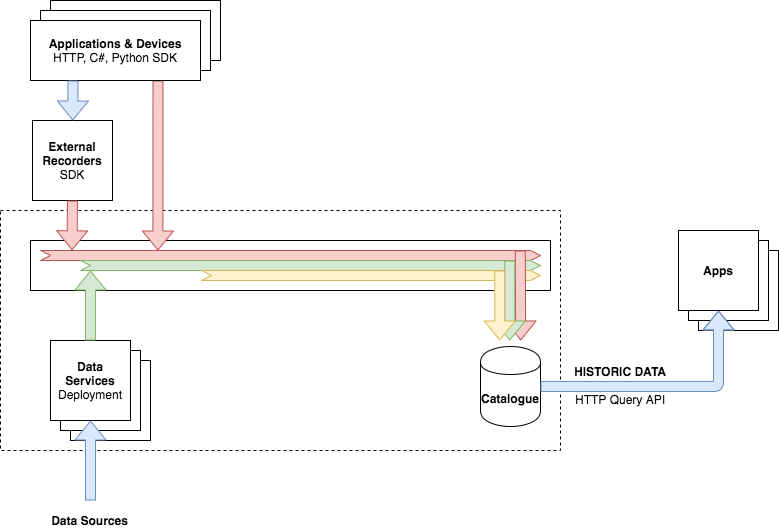 Applications & Devices
HTTP, C#, Python SDK
External
Recorders
SDK
Apps
Data
Services
Deployment
HISTORIC DATA
Catalogue
HTTP Query API
Data Sources